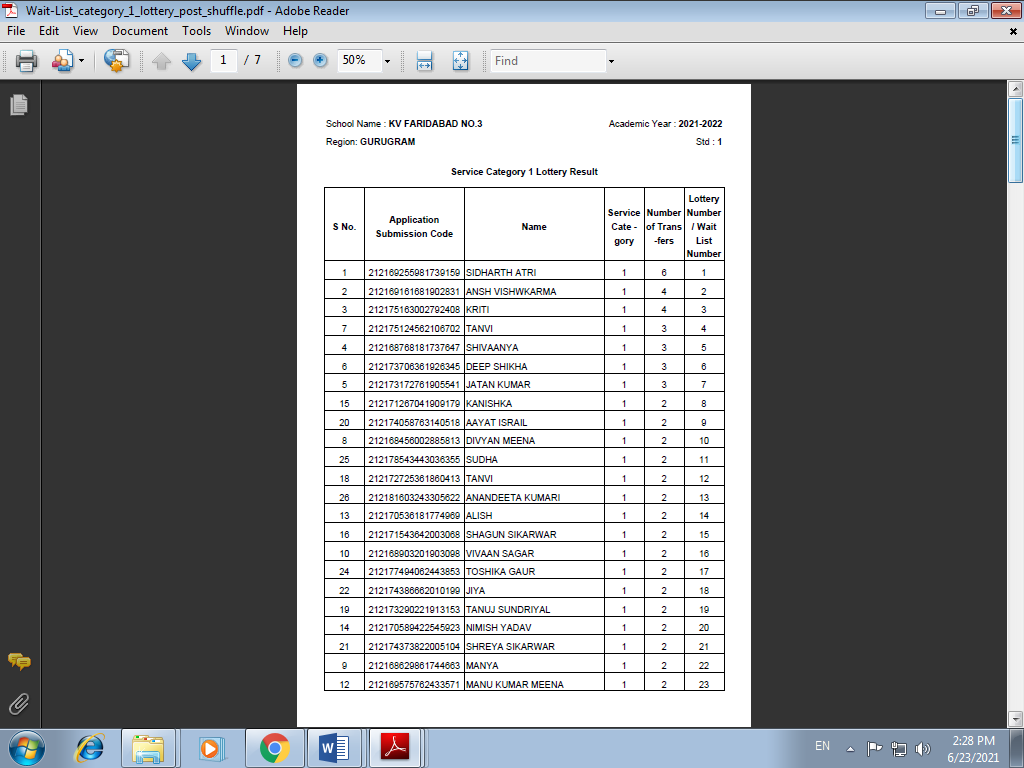 Wait-List_category_1_lottery_post_shuffle.pdf - Adobe Reader
File Edit View Document Tools Window Help
1 / 7 50% Find
School Name : KV FARIDABAD NO.3 Academic Year : 2021-2022
Region: GURUGRAM Std : 1
Service Category 1 Lottery Result
S No. Application Submission Code Name Service Cate - gory Number of Trans -fers Lottery Number / Wait List Number
1 212169255981739159 SIDHARTH ATRI 1 6 1
2 212169161681902831 ANSH VISHWKARMA 1 4 2
3 212175163002792408 KRITI 1 4 3
7 212175124562106702 TANVI 1 3 4
4 212168768181737647 SHIVAANYA 1 3 5
6 212173706361926345 DEEP SHIKHA 1 3 6
5 212173172761905541 JATAN KUMAR 1 3 7
15 212171267041909179 KANISHKA 1 2 8
20 212174058763140518 AAYAT ISRAIL 1 2 9
8 212168456002885813 DIVYAN MEENA 1 2 10
25 212178543443036355 SUDHA 1 2 11
18 212172725361860413 TANVI 1 2 12
26 212181603243305622 ANANDEETA KUMARI 1 2 13
13 212170536181774969 ALISH 1 2 14
16 212171543642003068 SHAGUN SIKARWAR 1 2 15
10 212168903201903098 VIVAAN SAGAR 1 2 16
24 212177494062443853 TOSHIKA GAUR 1 2 17
22 212174386662010199 JIYA 1 2 18
19 212173290221913153 TANUJ SUNDRIYAL 1 2 19
14 212170589422545923 NIMISH YADAV 1 2 20
21 212174373822005104 SHREYA SIKARWAR 1 2 21
9 212168629861744663 MANYA 1 2 22
12 212169575762433571 MANU KUMAR MEENA 1 2 23
EN 2:28 PM
6/23/2021